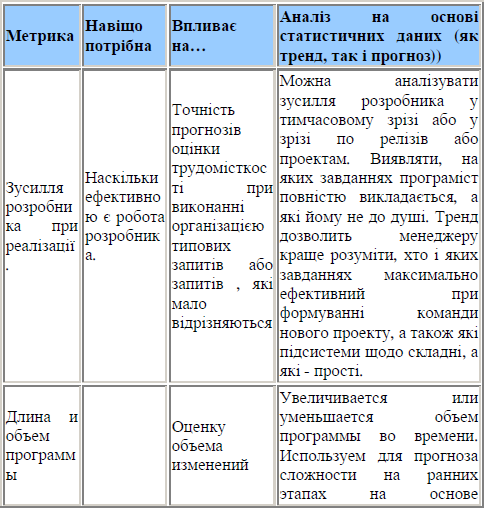 Метрика
Навіщо
потрібна
Впливає
на…
Аналіз на основі
статистичних даних (як
тренд, так і прогноз))
Зусилля
розробни
ка при
реалізації
.
Наскільки
ефективно
ю є робота
розробник
а.
Точність
прогнозів
оцінки
трудомісткос
ті при
виконанні
організацією
типових
запитів або
запитів , які
мало
відрізняються
Можна аналізувати
зусилля розробника у
тимчасовому зрізі або у
зрізі по релізів або
проектам. Виявляти, на
яких завданнях програміст
повністю викладається, а
які йому не до душі. Тренд
дозволить менеджеру
краще розуміти, хто і яких
завданнях максимально
ефективний при
формуванні команди
нового проекту, а також які
підсистеми щодо складні, а
які - прості.
Длина и
объем
программ
ы
Оценку
объема
изменений
Увеличивается или
уменьшается объем
программы во времени.
Используем для прогноза
сложности на ранних
этапах на основе